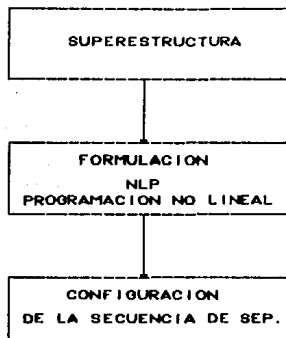 SUPERESTRUCTURA
FORMULACION
NLP
PROGRAMACION NO LINEAL
CONFIGURACION
DE LA SECUENCIA DE SEP.